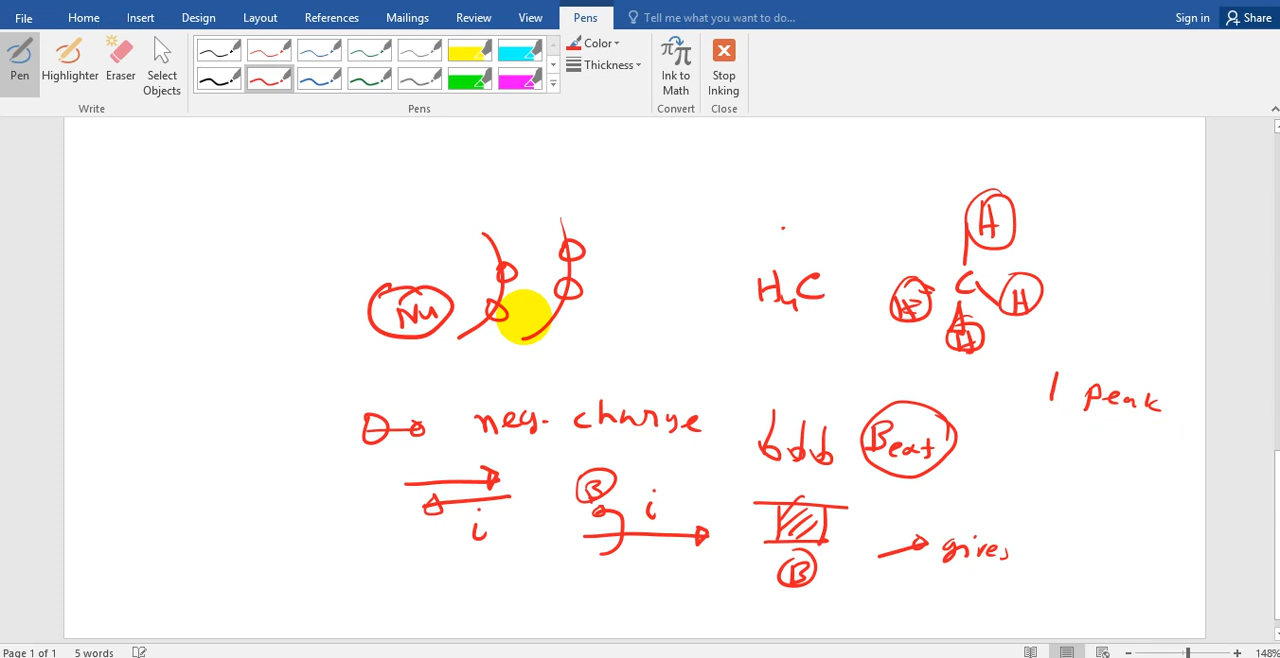 File Home Insert Design Layout References Mailings Review View Pens Tell me what you want to do... Sign in Share
Pen Highlighter Eraser Select Objects
Color
Thickness
Ink to Math
Stop Inking
Write Pens Convert Close
H
Nu H4C C H
H
1 Peak
neg. charge Beat
B
i i
B gives
Page 1 of 1 5 words 148%